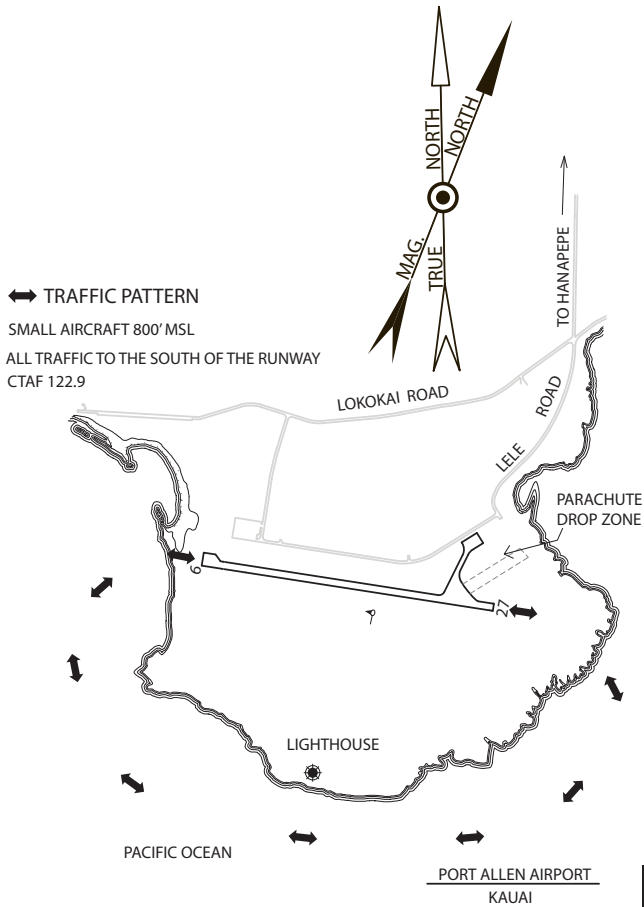 NORTH
NORTH
MAG.
TRUE
TO HANAPEPE
TRAFFIC PATTERN
SMALL AIRCRAFT 800' MSL
ALL TRAFFIC TO THE SOUTH OF THE RUNWAY
CTAF 122.9
LOKOKAI ROAD
LELE ROAD
PARACHUTE
DROP ZONE
9
27
LIGHTHOUSE
PACIFIC OCEAN
PORT ALLEN AIRPORT
KAUAI